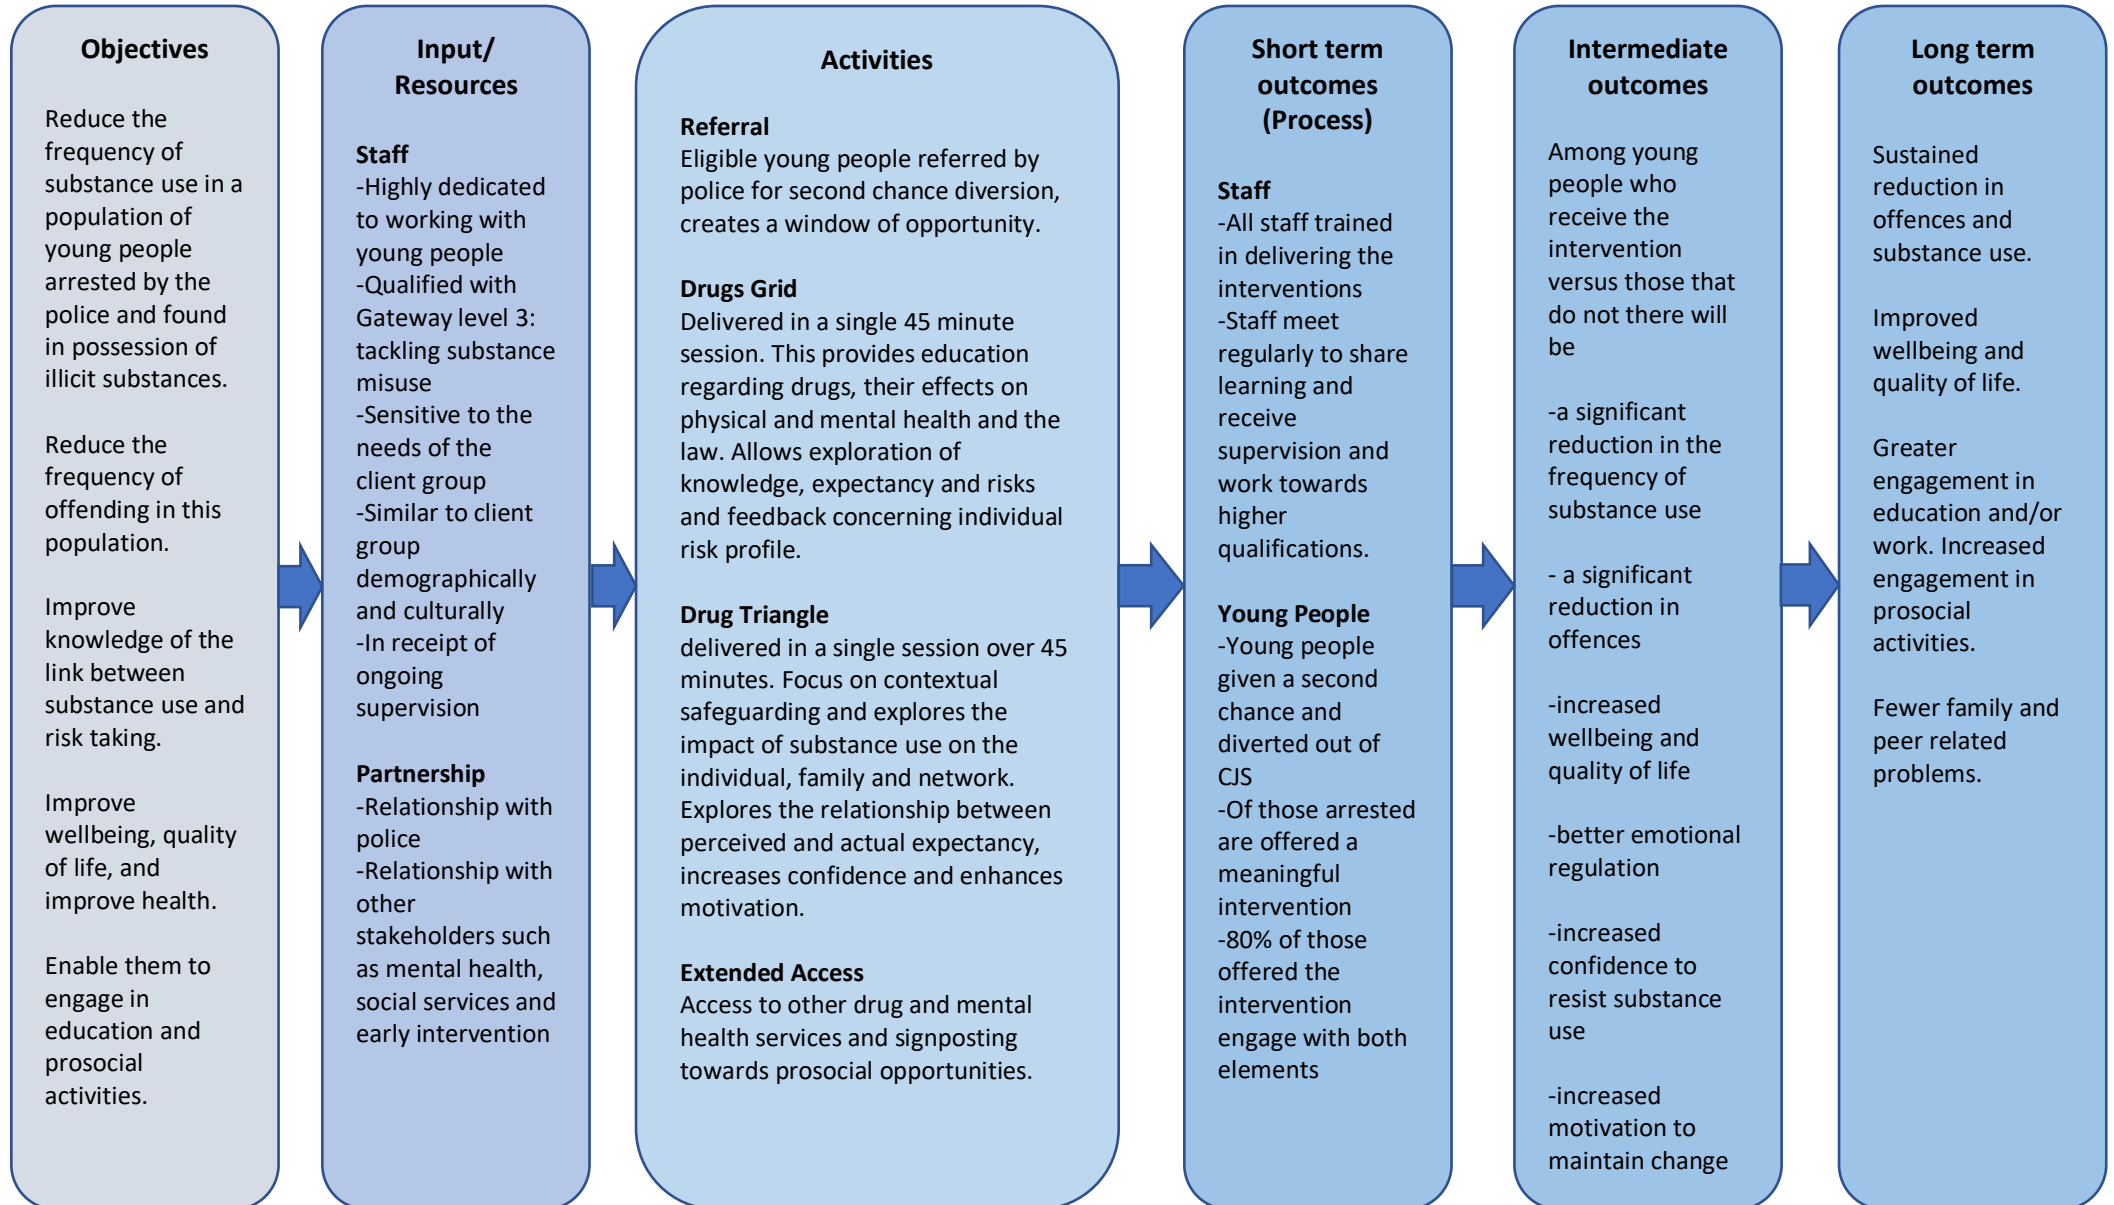 Objectives
Reduce the
frequency of
substance use in a
population of
young people
arrested by the
police and found
in possession of
illicit substances.
Reduce the
frequency of
offending in this
population.
Improve
knowledge of the
link between
substance use and
risk taking.
Improve
wellbeing, quality
of life, and
improve health.
Enable them to
engage in
education and
prosocial
activities.
Input/
Resources
Staff
-Highly dedicated
to working with
young people
-Qualified with
Gateway level 3:
tackling substance
misuse
-Sensitive to the
needs of the
client group
-Similar to client
group
demographically
and culturally
-In receipt of
ongoing
supervision
Partnership
-Relationship with
police
-Relationship with
other
stakeholders such
as mental health,
social services and
early intervention
Activities
Referral
Eligible young people referred by
police for second chance diversion,
creates a window of opportunity.
Drugs Grid
Delivered in a single 45 minute
session. This provides education
regarding drugs, their effects on
physical and mental health and the
law. Allows exploration of
knowledge, expectancy and risks
and feedback concerning individual
risk profile.
Drug Triangle
delivered in a single session over 45
minutes. Focus on contextual
safeguarding and explores the
impact of substance use on the
individual, family and network.
Explores the relationship between
perceived and actual expectancy,
increases confidence and enhances
motivation.
Extended Access
Access to other drug and mental
health services and signposting
towards prosocial opportunities.
Short term
outcomes
(Process)
Staff
-All staff trained
in delivering the
interventions
-Staff meet
regularly to share
learning and
receive
supervision and
work towards
higher
qualifications.
Young People
-Young people
given a second
chance and
diverted out of
CJS
-Of those arrested
are offered a
meaningful
intervention
-80% of those
offered the
intervention
engage with both
elements
Intermediate
outcomes
Among young
people who
receive the
intervention
versus those that
do not there will
be
-a significant
reduction in the
frequency of
substance use
- a significant
reduction in
offences
-increased
wellbeing and
quality of life
-better emotional
regulation
-increased
confidence to
resist substance
use
-increased
motivation to
maintain change
Long term
outcomes
Sustained
reduction in
offences and
substance use.
Improved
wellbeing and
quality of life.
Greater
engagement in
education and/or
work. Increased
engagement in
prosocial
activities.
Fewer family and
peer related
problems.